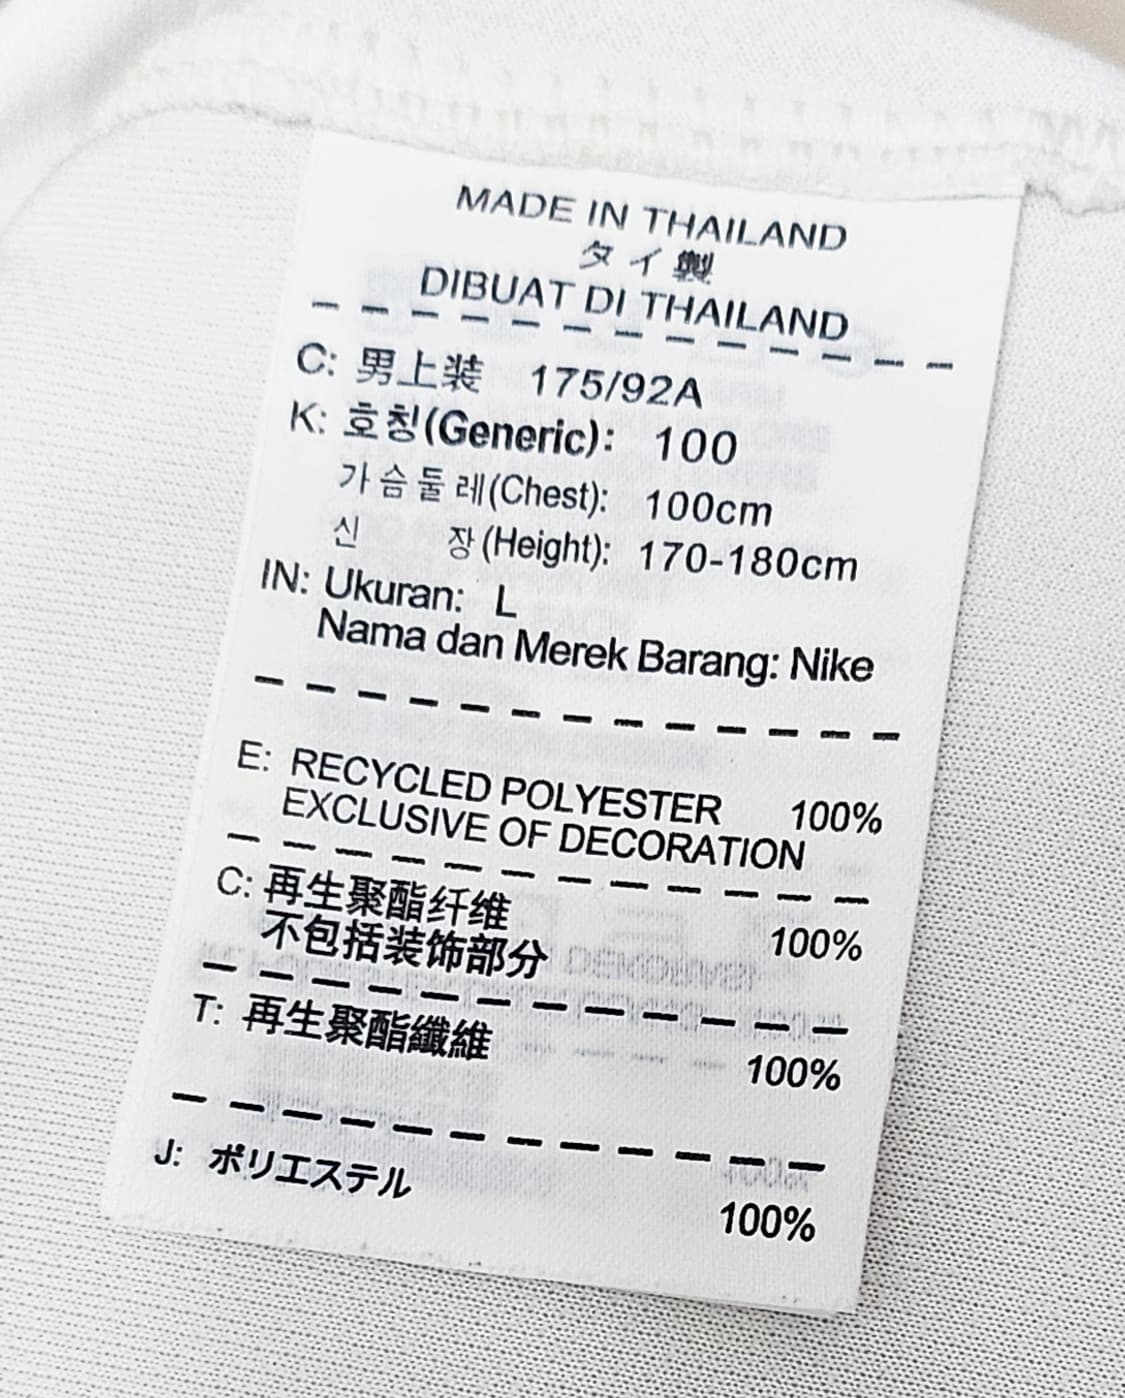 MADE IN THAILAND
タイ製
DIBUAT DI THAILAND
C: 男上装 175/92A
K: 호칭(Generic): 100
가슴둘레(Chest): 100cm
신 장(Height): 170-180cm
IN: Ukuran: L
Nama dan Merek Barang: Nike
E: RECYCLED POLYESTER 100%
EXCLUSIVE OF DECORATION
C: 再生聚酯纤维 100%
不包括装饰部分
T: 再生聚酯纖維 100%
J: ポリエステル 100%